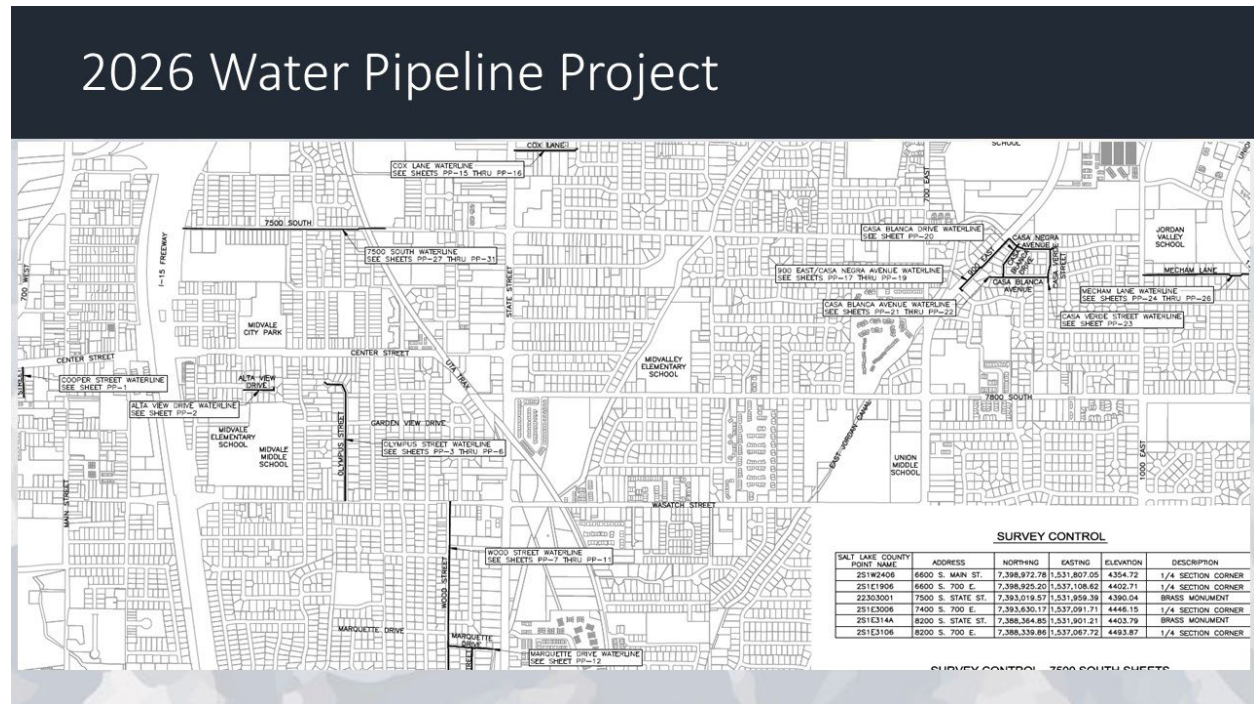 2026 Water Pipeline Project
COX LANE
SCHOOL
COX LANE WATERLINE
SEE SHEETS PP-15 THRU PP-16
700 EAST
7500 SOUTH
CASA BLANCA DRIVE WATERLINE
SEE SHEET PP-20
CASA NEGRA
AVENUE
JORDAN
VALLEY
SCHOOL
I-15 FREEWAY
7500 SOUTH WATERLINE
SEE SHEETS PP-27 THRU PP-31
900 EAST
CASA
BLANCA
DRIVE
CASA VERDE
STREET
900 EAST/CASA NEGRA AVENUE WATERLINE
SEE SHEETS PP-17 THRU PP-19
MECHAM LANE
700 WEST
STATE STREET
CASA BLANCA
AVENUE
MECHAM LANE WATERLINE
SEE SHEETS PP-24 THRU PP-26
CASA BLANCA AVENUE WATERLINE
SEE SHEETS PP-21 THRU PP-22
CASA VERDE STREET WATERLINE
SEE SHEET PP-23
MIDVALE
CITY PARK
CENTER STREET
CENTER STREET
UTA TRAX
MIDVALLEY
ELEMENTARY
SCHOOL
COOPER STREET WATERLINE
SEE SHEET PP-1
ALTA VIEW
DRIVE
7800 SOUTH
ALTA VIEW DRIVE WATERLINE
SEE SHEET PP-2
GARDEN VIEW DRIVE
MIDVALE
ELEMENTARY
SCHOOL
MIDVALE
MIDDLE
SCHOOL
OLYMPUS STREET
OLYMPUS STREET WATERLINE
SEE SHEETS PP-3 THRU PP-6
EAST JORDAN CANAL
UNION
MIDDLE
SCHOOL
1000 EAST
MAIN STREET
WASATCH STREET
WOOD STREET
WOOD STREET WATERLINE
SEE SHEETS PP-7 THRU PP-11
MARQUETTE DRIVE
MARQUETTE
DRIVE
MARQUETTE DRIVE WATERLINE
SEE SHEET PP-12
SURVEY CONTROL
SALT LAKE COUNTY
POINT NAME ADDRESS NORTHING EASTING ELEVATION DESCRIPTION
2S1W2406 6600 S. MAIN ST. 7,398,972.78 1,531,807.05 4354.72 1/4 SECTION CORNER
2S1E1906 6600 S. 700 E. 7,398,925.20 1,537,108.62 4402.71 1/4 SECTION CORNER
22303001 7500 S. STATE ST. 7,393,019.57 1,531,959.39 4390.04 BRASS MONUMENT
2S1E3006 7400 S. 700 E. 7,393,630.17 1,537,091.71 4446.15 1/4 SECTION CORNER
2S1E314A 8200 S. STATE ST. 7,388,364.85 1,531,901.21 4403.79 BRASS MONUMENT
2S1E3106 8200 S. 700 E. 7,388,339.86 1,537,067.72 4493.87 1/4 SECTION CORNER
SURVEY CONTROL - 7500 SOUTH SHEETS